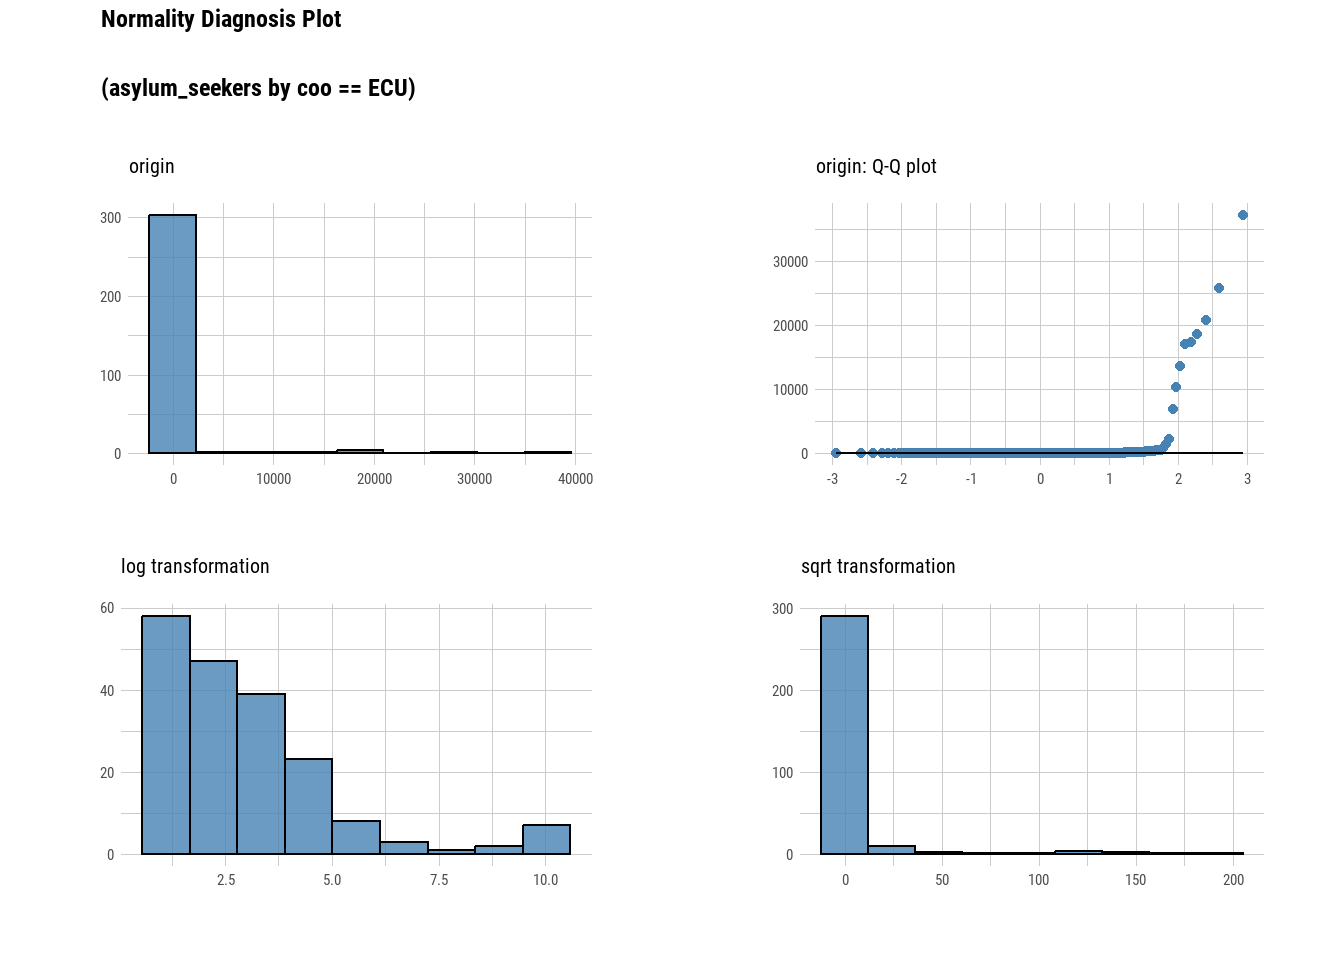 Normality Diagnosis Plot
(asylum_seekers by coo == ECU)
origin
300
200
100
0
0 10000 20000 30000 40000
origin: Q-Q plot
30000
20000
10000
0
-3 -2 -1 0 1 2 3
log transformation
60
40
20
0
2.5 5.0 7.5 10.0
sqrt transformation
300
200
100
0
0 50 100 150 200